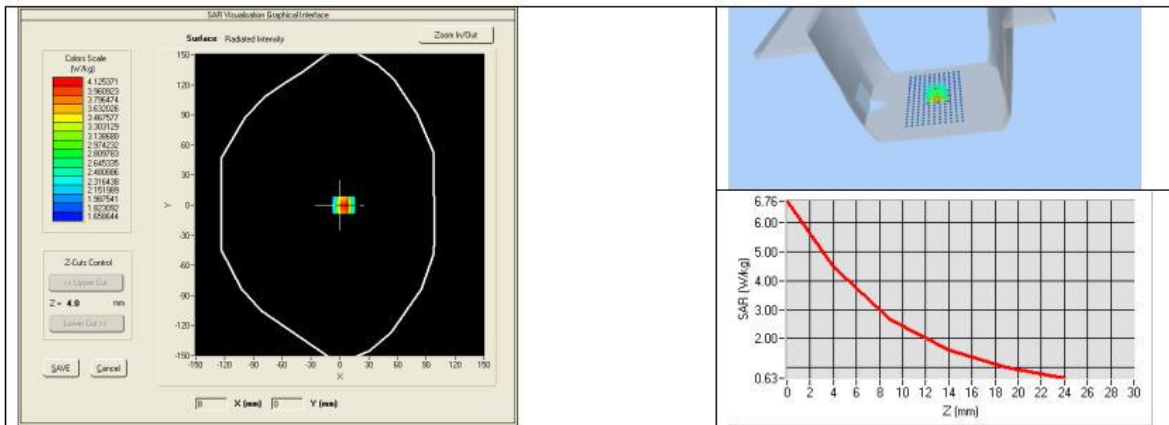 SAR Visualisation Graphical Interface
Surface Radiated Intensity
Zoom In/Out
Colors Scale
(W/kg)
4.125371
3.960923
3.796474
3.632026
3.467577
3.303129
3.138680
2.974232
2.809783
2.645335
2.480886
2.316438
2.151989
1.987541
1.823092
1.658644
Z-Cuts Control
<< Upper Cut
Z = 4.0 mm
Lower Cut >>
SAVE Cancel
150
120
90
60
30
0
-30
-60
-90
-120
-150
Y
-150 -120 -90 -60 -30 0 30 60 90 120 150
X
0 X (mm) 0 Y (mm)
6.76
6.00
5.00
4.00
3.00
2.00
0.63
SAR (W/kg)
0 2 4 6 8 10 12 14 16 18 20 22 24 26 28 30
Z (mm)